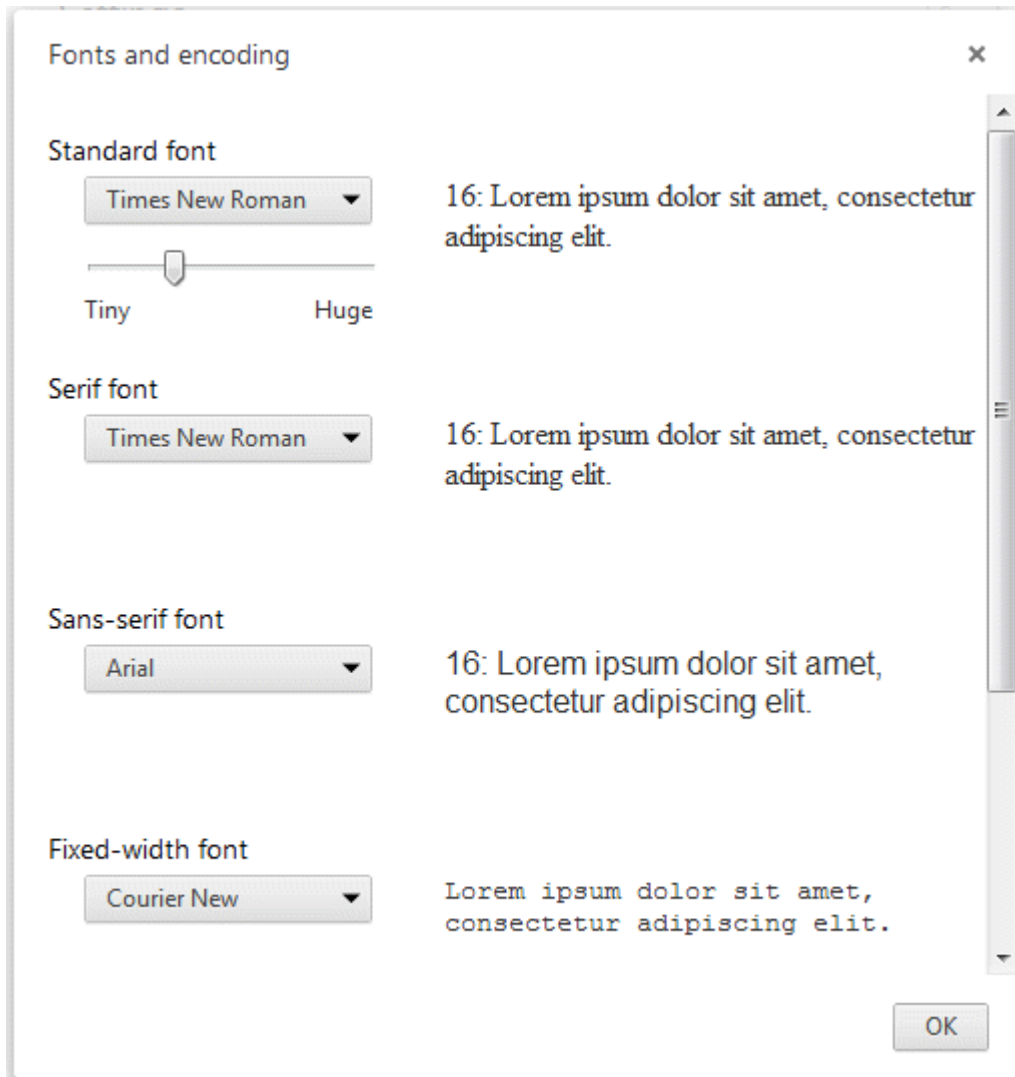 Fonts and encoding
Standard font
Times New Roman
16: Lorem ipsum dolor sit amet, consectetur
adipiscing elit.
Tiny Huge
Serif font
Times New Roman
16: Lorem ipsum dolor sit amet, consectetur
adipiscing elit.
Sans-serif font
Arial
16: Lorem ipsum dolor sit amet,
consectetur adipiscing elit.
Fixed-width font
Courier New
Lorem ipsum dolor sit amet,
consectetur adipiscing elit.
OK